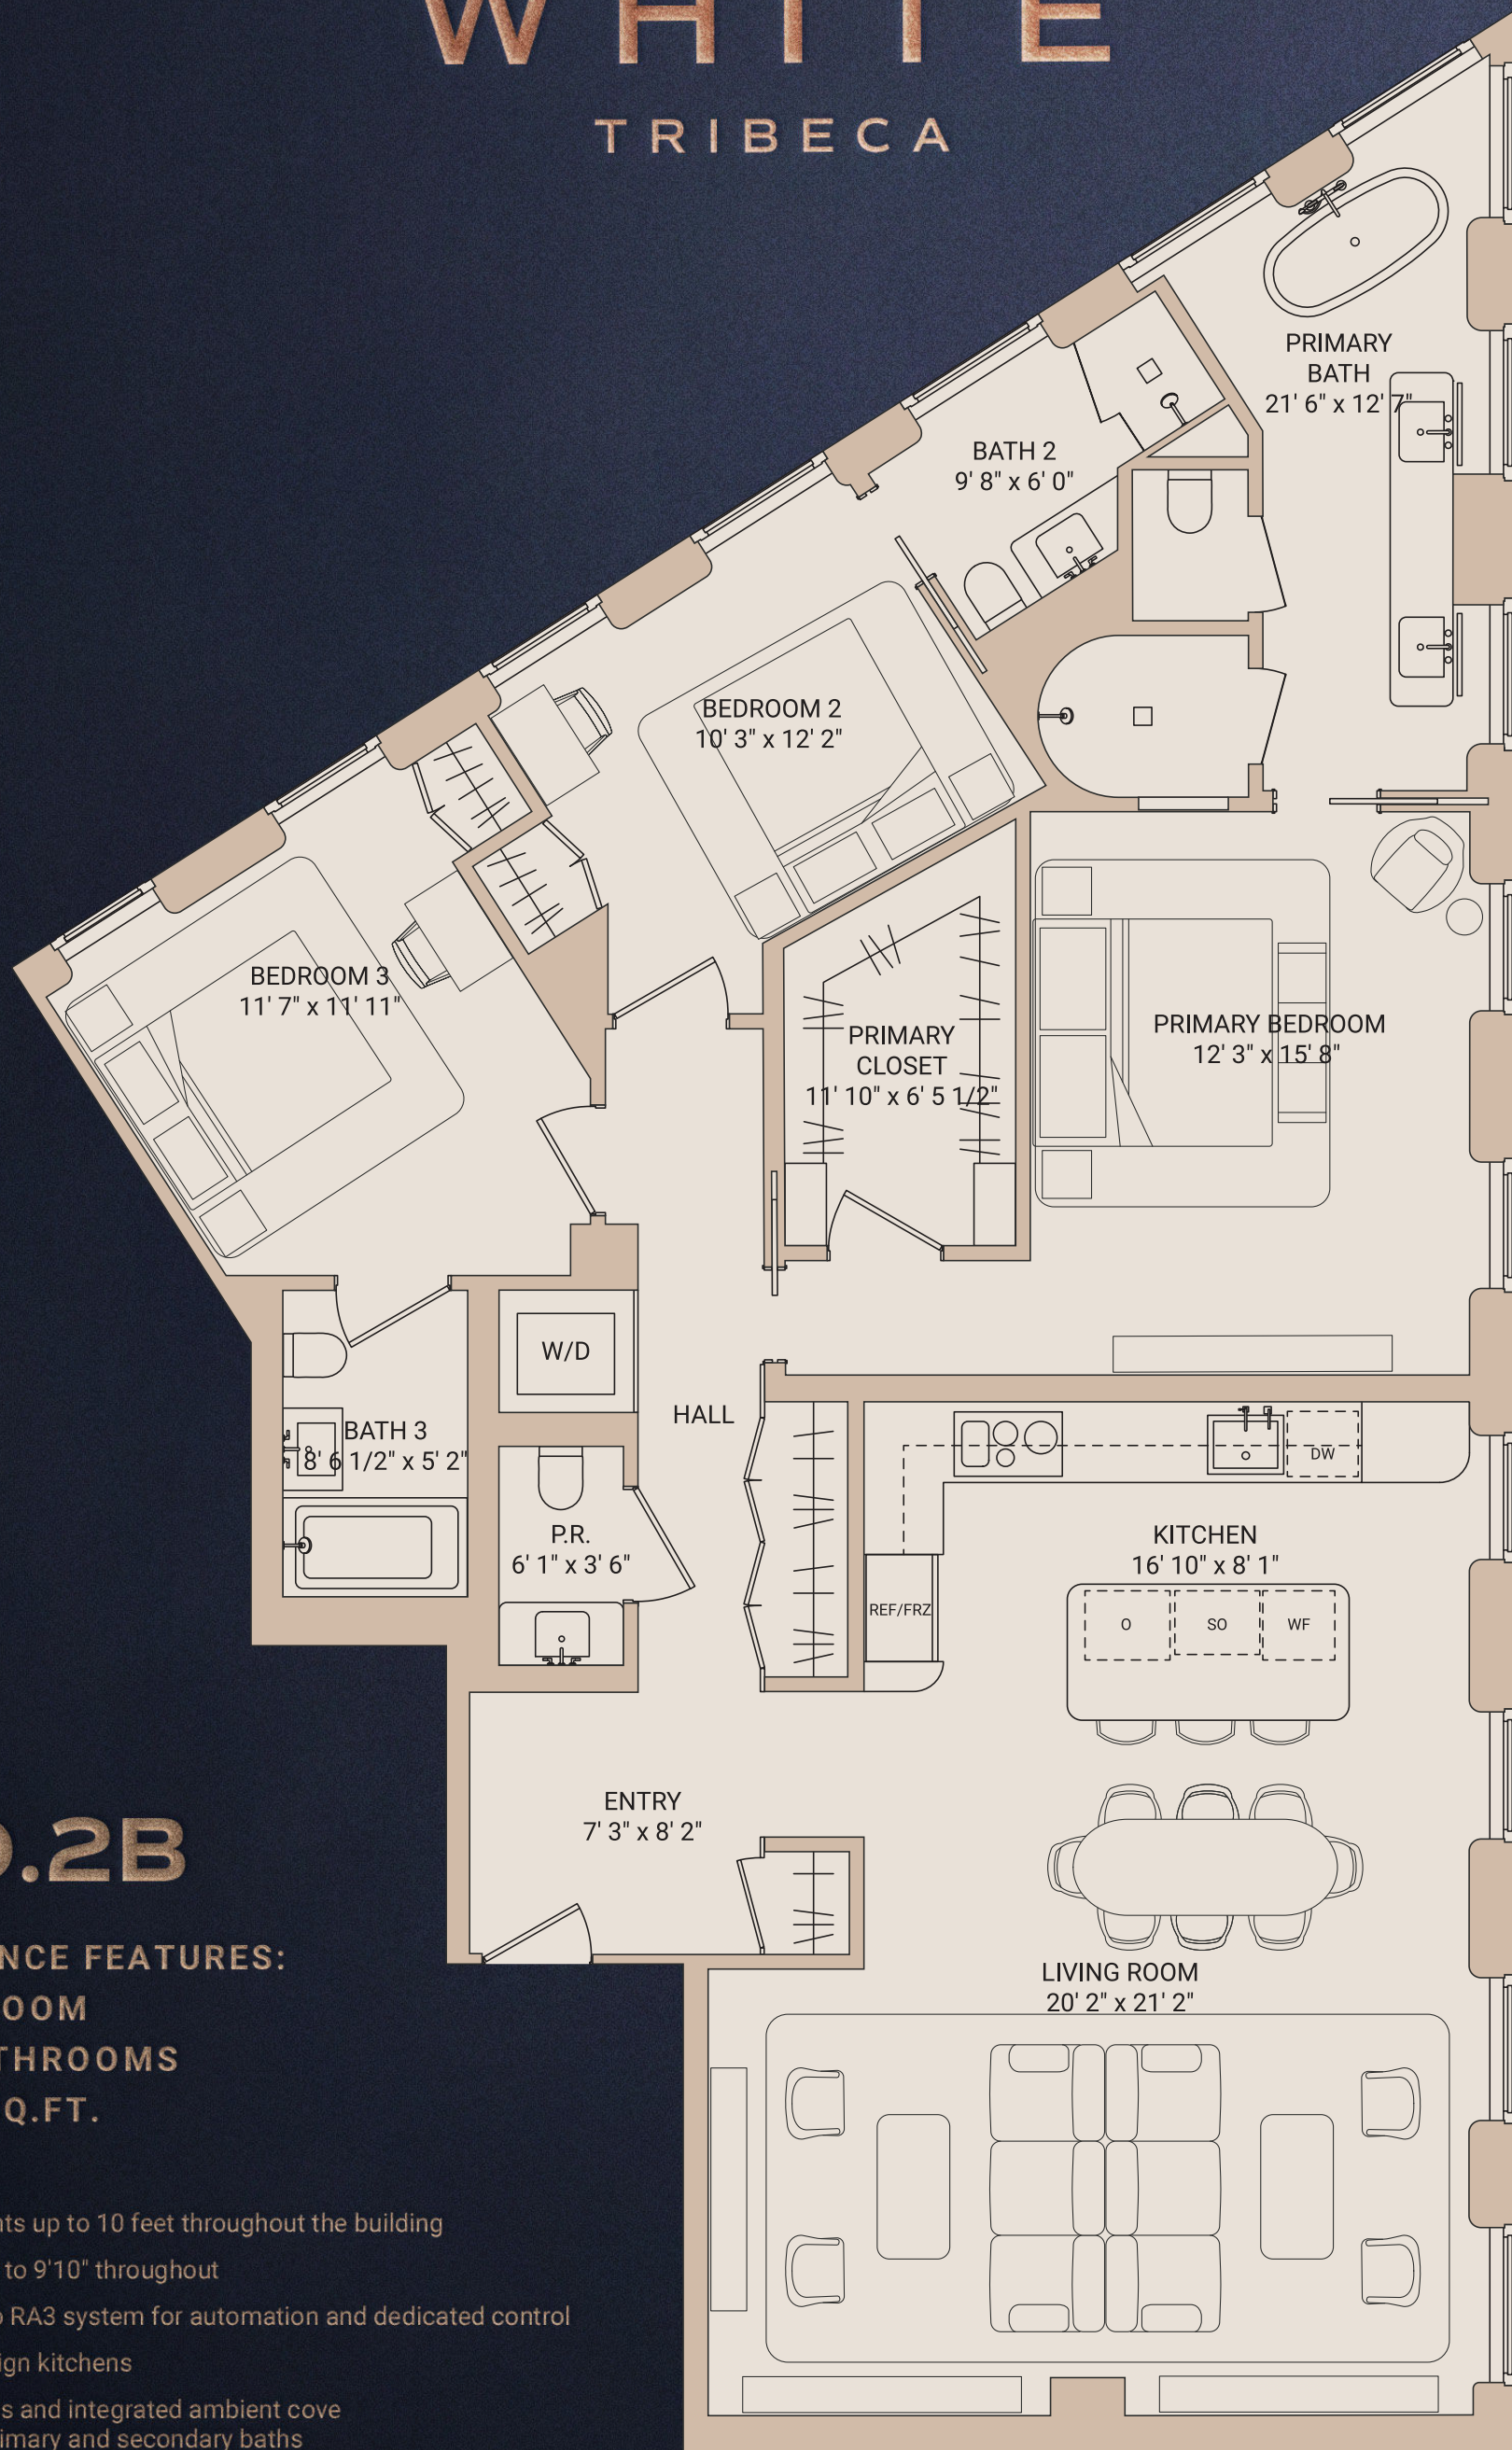 WHITE
TRIBECA
PRIMARY
BATH
21' 6" x 12' 7"
BATH 2
9' 8" x 6' 0"
BEDROOM 2
10' 3" x 12' 2"
BEDROOM 3
11' 7" x 11' 11"
PRIMARY
CLOSET
11' 10" x 6' 5 1/2"
PRIMARY BEDROOM
12' 3" x 15' 8"
W/D
HALL
BATH 3
8' 6 1/2" x 5' 2"
DW
P.R.
6' 1" x 3' 6"
KITCHEN
16' 10" x 8' 1"
REF/FRZ
O
SO
WF
ENTRY
7' 3" x 8' 2"
LIVING ROOM
20' 2" x 21' 2"
.2B
NCE FEATURES:
OOM
THROOMS
Q.FT.
nts up to 10 feet throughout the building
to 9'10" throughout
o RA3 system for automation and dedicated control
ign kitchens
s and integrated ambient cove
imary and secondary baths